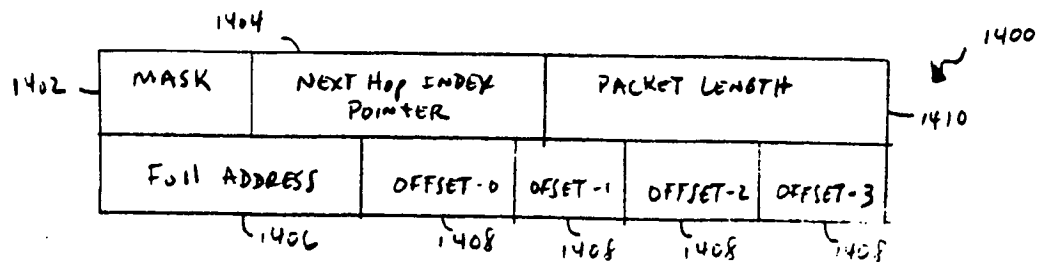 1404
1400
1402
MASK
NEXT HOP INDEX
POINTER
PACKET LENGTH
1410
FUll ADDRESS
OFFSET-0
OFSET-1
OFFSET-2
OFFSET-3
1406
1408
1408
1408
1408